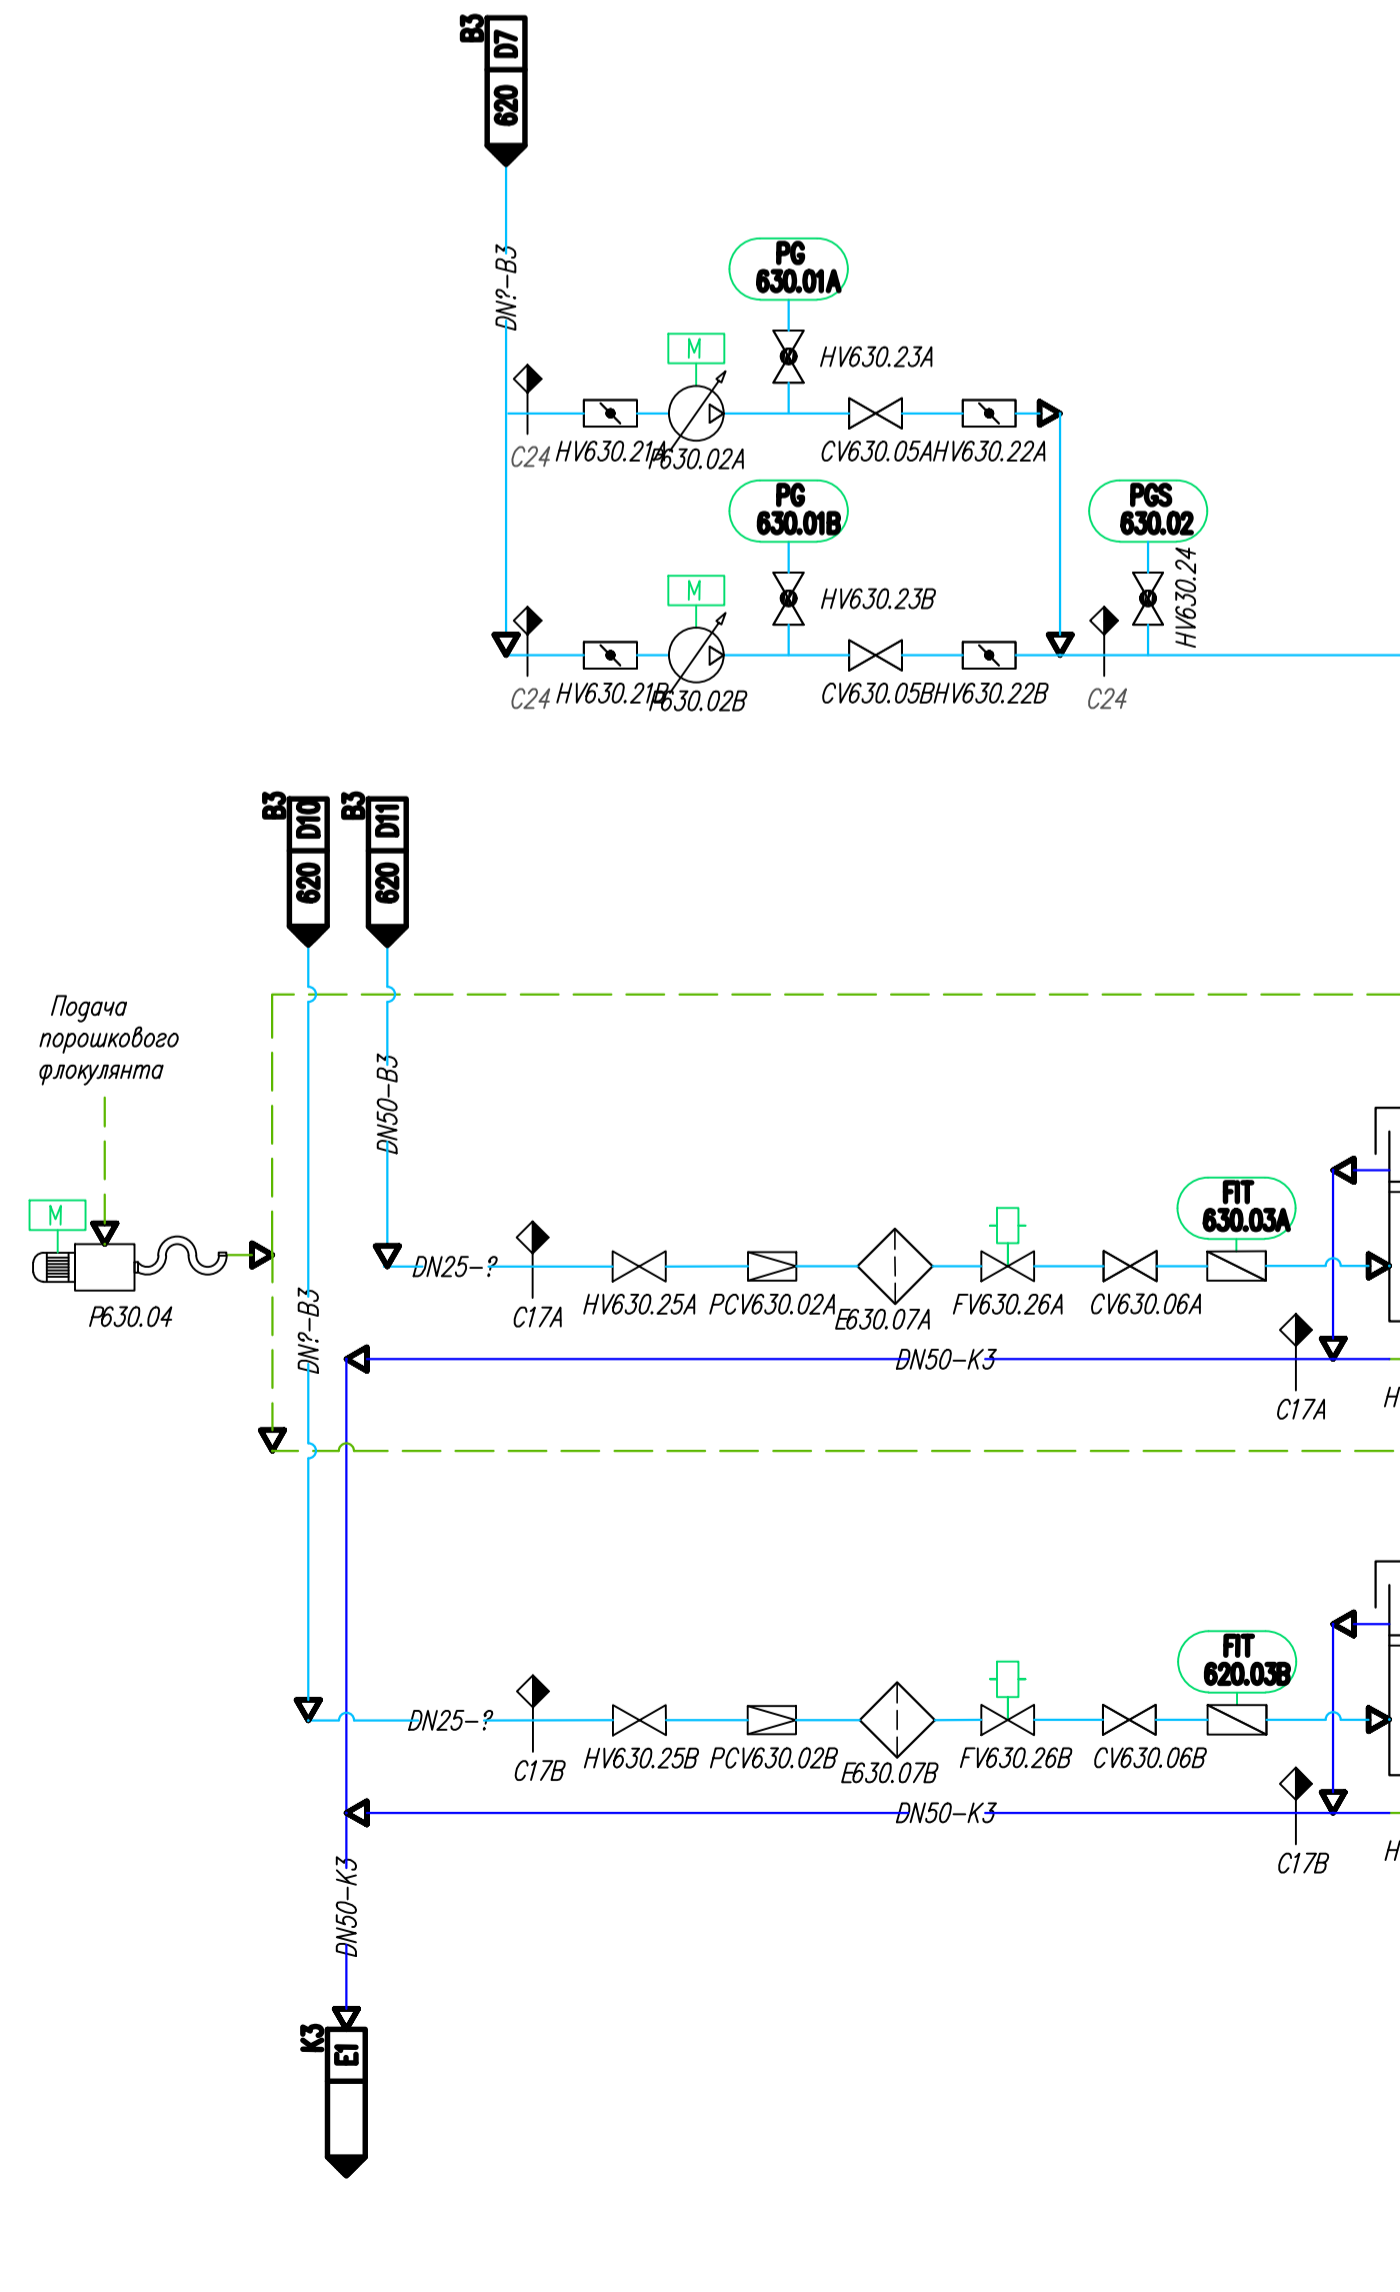 B3
620 D7
DN?-B3
PG
630.01A
HV630.23A
M
C24
HV630.21A
P630.02A
CV630.05A
HV630.22A
PG
630.01B
PGS
630.02
HV630.24
HV630.23B
M
C24
HV630.21B
P630.02B
CV630.05B
HV630.22B
C24
B3
620 D10
B3
620 D11
Подача
порошкового
флокулянта
DN50-B3
M
P630.04
DN?-B3
DN25-?
C17A
HV630.25A
PCV630.02A
E630.07A
FV630.26A
CV630.06A
FIT
630.03A
DN50-K3
C17A
H
DN25-?
C17B
HV630.25B
PCV630.02B
E630.07B
FV630.26B
CV630.06B
FIT
620.03B
DN50-K3
C17B
H
DN50-K3
K3
E1